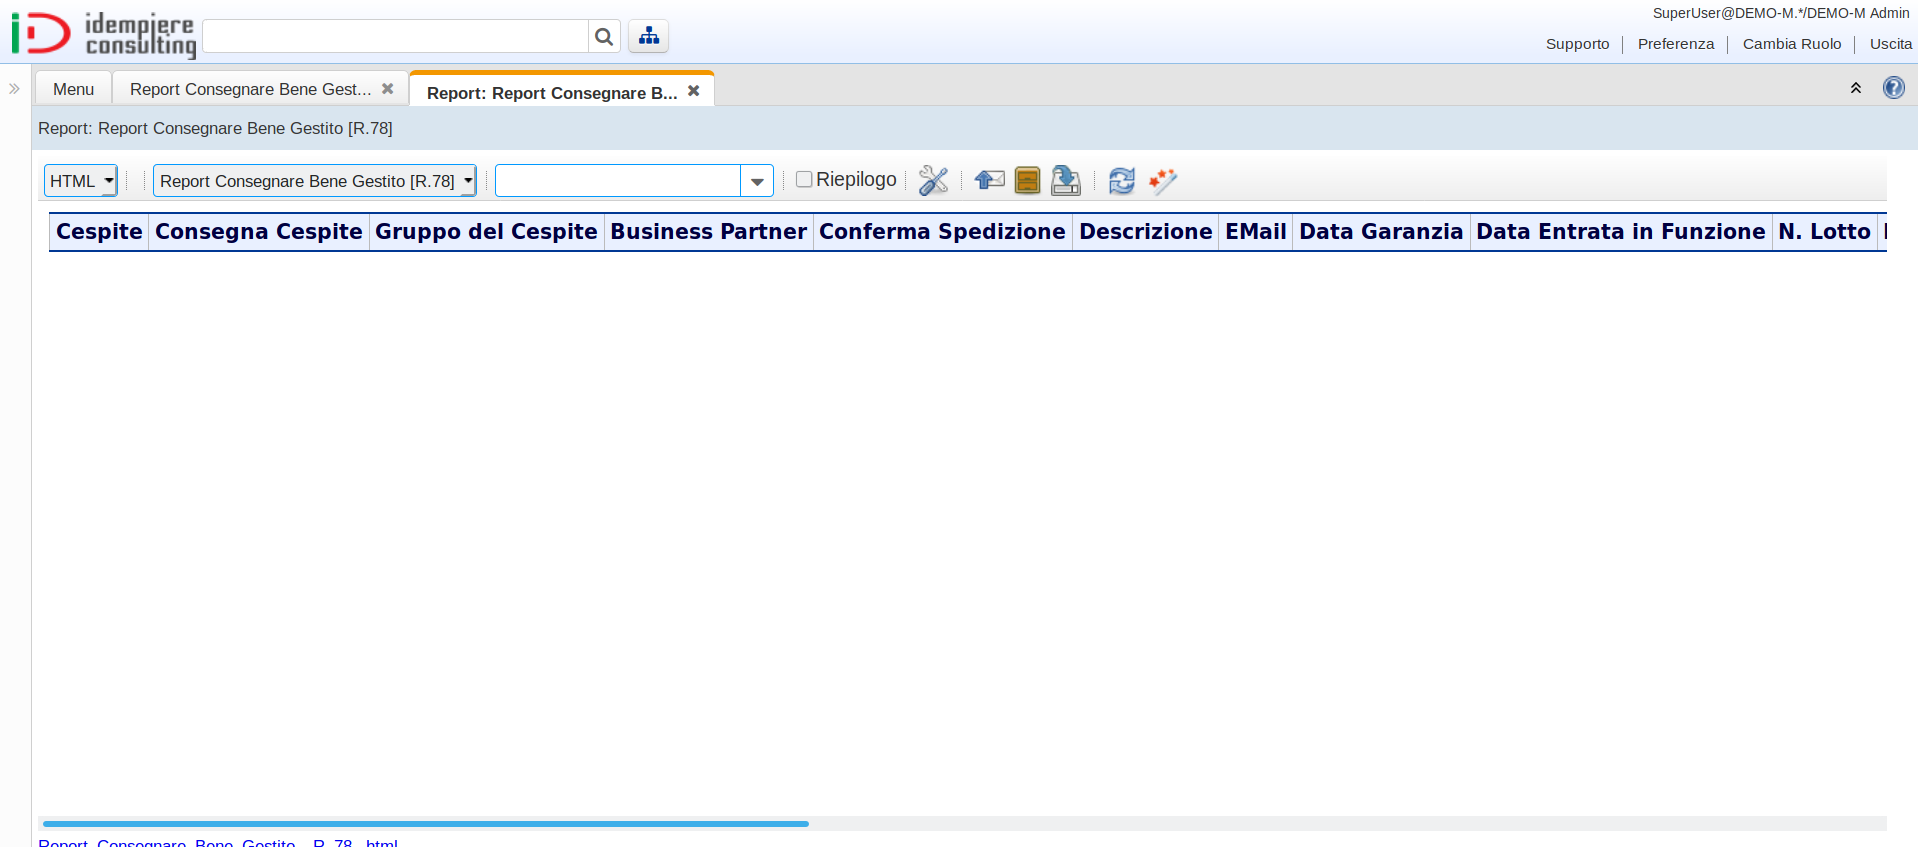 idempiere
consulting
SuperUser@DEMO-M.*/DEMO-M Admin
Supporto
Preferenza
Cambia Ruolo
Uscita
Menu
Report Consegnare Bene Gest...
Report: Report Consegnare B...
Report: Report Consegnare Bene Gestito [R.78]
HTML
Report Consegnare Bene Gestito [R.78]
Riepilogo
Cespite
Consegna Cespite
Gruppo del Cespite
Business Partner
Conferma Spedizione
Descrizione
EMail
Data Garanzia
Data Entrata in Funzione
N. Lotto
Report_Consegnare_Bene_Gestito__R_78_.html